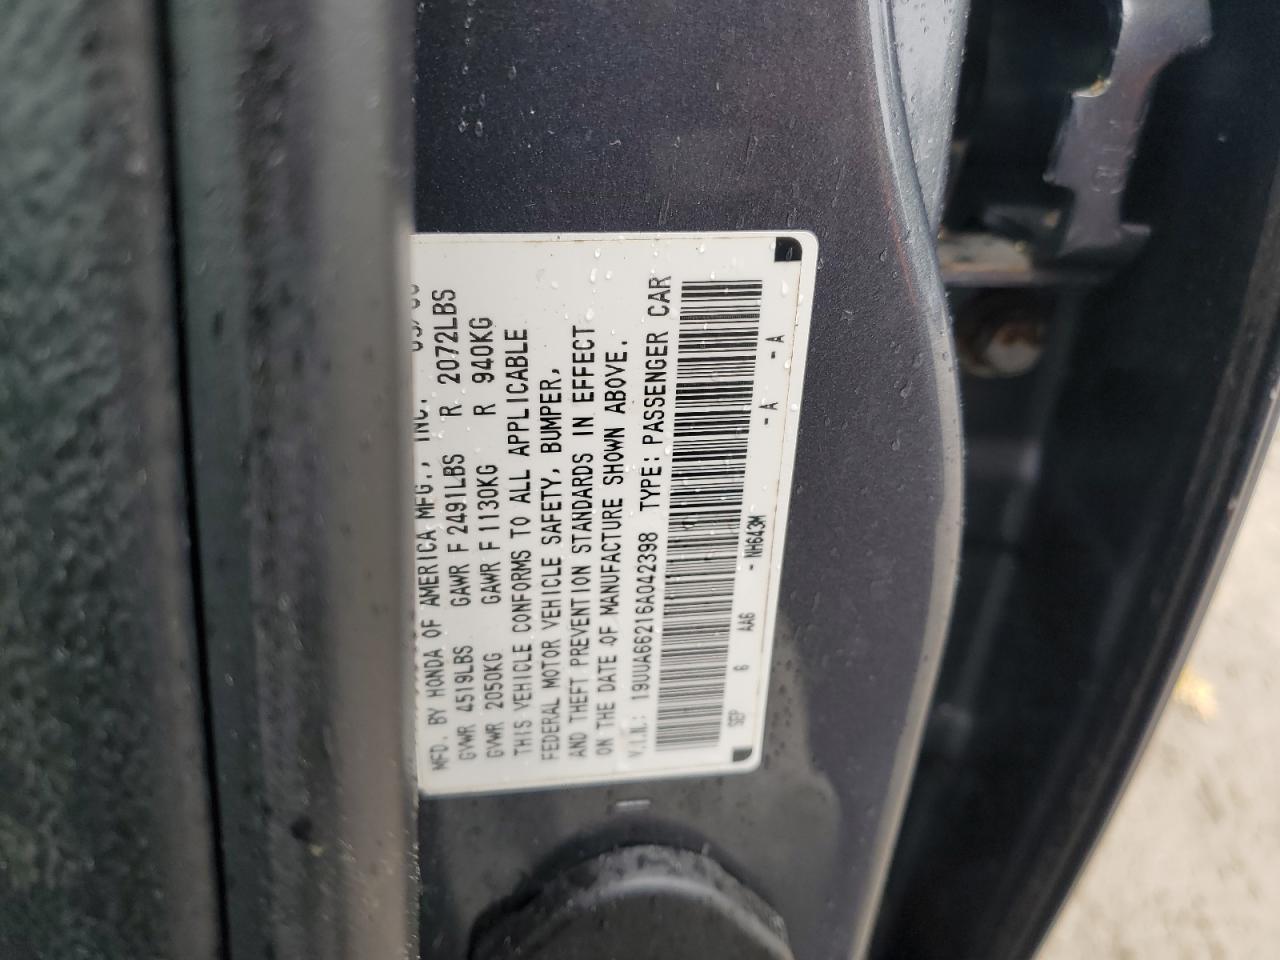 MFD. BY HONDA OF AMERICA MFG., INC.
GVWR 4519LBS GAWR F 2491LBS R 2072LBS
GVWR 2050KG GAWR F 1130KG R 940KG
THIS VEHICLE CONFORMS TO ALL APPLICABLE
FEDERAL MOTOR VEHICLE SAFETY, BUMPER,
AND THEFT PREVENTION STANDARDS IN EFFECT
ON THE DATE OF MANUFACTURE SHOWN ABOVE.
V.I.N.: 19UUA66216A042398 TYPE: PASSENGER CAR
SEP 6 AA6 - NH643M - A - A